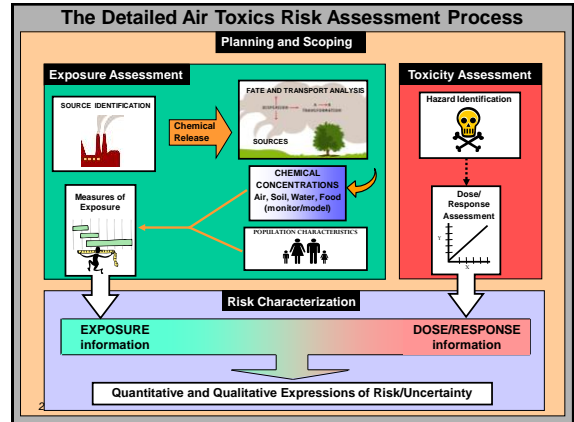 The Detailed Air Toxics Risk Assessment Process
Planning and Scoping
Exposure Assessment
SOURCE IDENTIFICATION
Chemical
Release
FATE AND TRANSPORT ANALYSIS
DISPERSION
TRANSFORMATION
SOURCES
CHEMICAL
CONCENTRATIONS
Air, Soil, Water, Food
(monitor/model)
Measures of
Exposure
POPULATION CHARACTERISTICS
Toxicity Assessment
Hazard Identification
Dose/
Response
Assessment
Y
X
Risk Characterization
EXPOSURE
information
DOSE/RESPONSE
information
Quantitative and Qualitative Expressions of Risk/Uncertainty
2